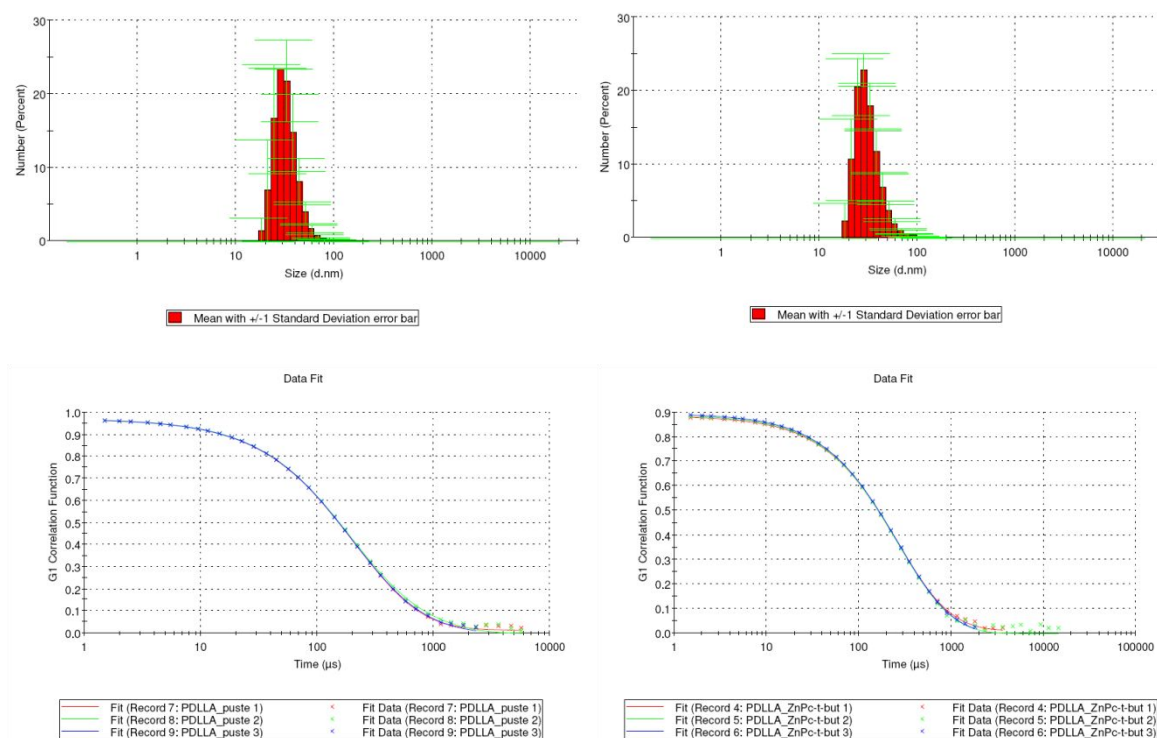 30
20
10
0
Number (Percent)
1 10 100 1000 10000
Size (d.nm)
Mean with +/-1 Standard Deviation error bar
30
20
10
0
Number (Percent)
1 10 100 1000 10000
Size (d.nm)
Mean with +/-1 Standard Deviation error bar
Data Fit
1.0
0.9
0.8
0.7
0.6
0.5
0.4
0.3
0.2
0.1
0.0
G1 Correlation Function
1 10 100 1000 10000
Time (µs)
Fit (Record 7: PDLLA_puste 1) Fit Data (Record 7: PDLLA_puste 1)
Fit (Record 8: PDLLA_puste 2) Fit Data (Record 8: PDLLA_puste 2)
Fit (Record 9: PDLLA_puste 3) Fit Data (Record 9: PDLLA_puste 3)
Data Fit
0.9
0.8
0.7
0.6
0.5
0.4
0.3
0.2
0.1
0.0
G1 Correlation Function
1 10 100 1000 10000 100000
Time (µs)
Fit (Record 4: PDLLA_ZnPc-t-but 1) Fit Data (Record 4: PDLLA_ZnPc-t-but 1)
Fit (Record 5: PDLLA_ZnPc-t-but 2) Fit Data (Record 5: PDLLA_ZnPc-t-but 2)
Fit (Record 6: PDLLA_ZnPc-t-but 3) Fit Data (Record 6: PDLLA_ZnPc-t-but 3)